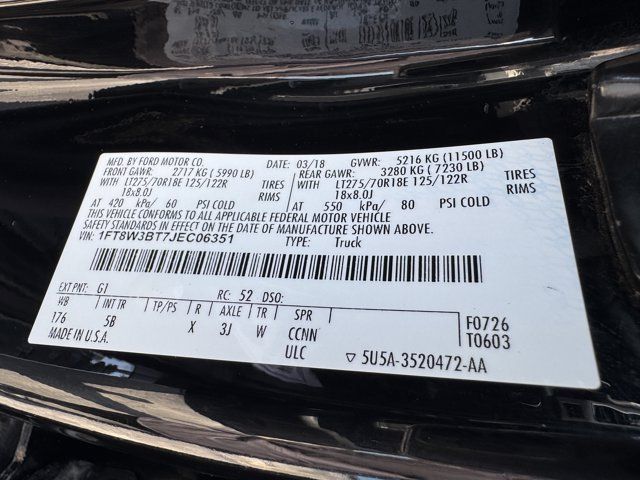 MFD. BY FORD MOTOR CO. DATE: 03/18 GVWR: 5216 KG (11500 LB)
FRONT GAWR: 2717 KG ( 5990 LB) REAR GAWR: 3280 KG ( 7230 LB)
WITH LT275/70R18E 125/122R TIRES WITH LT275/70R18E 125/122R TIRES
18x8.0J RIMS 18x8.0J RIMS
AT 420 kPa/ 60 PSI COLD AT 550 kPa/ 80 PSI COLD
THIS VEHICLE CONFORMS TO ALL APPLICABLE FEDERAL MOTOR VEHICLE
SAFETY STANDARDS IN EFFECT ON THE DATE OF MANUFACTURE SHOWN ABOVE.
VIN: 1FT8W3BT7JEC06351 TYPE: Truck
EXT PNT: G1 RC: 52 DSO:
WB INT TR TP/PS R AXLE TR SPR F0726
176 5B X 3J W CCNN T0603
MADE IN U.S.A. ULC 5U5A-3520472-AA